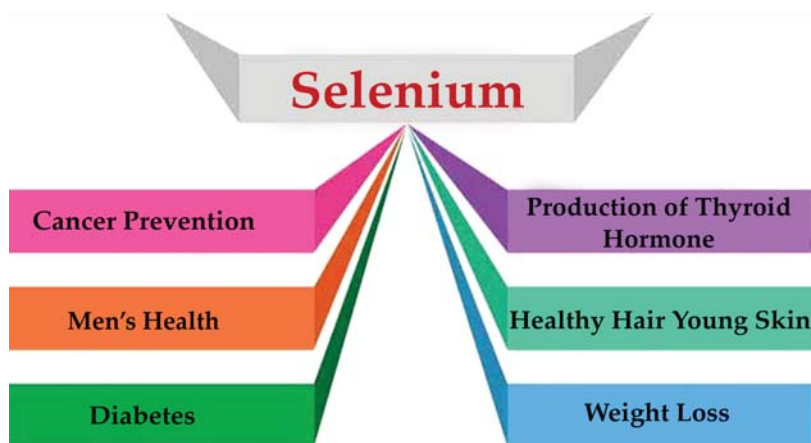 Selenium
Cancer Prevention
Men's Health
Diabetes
Production of Thyroid
Hormone
Healthy Hair Young Skin
Weight Loss